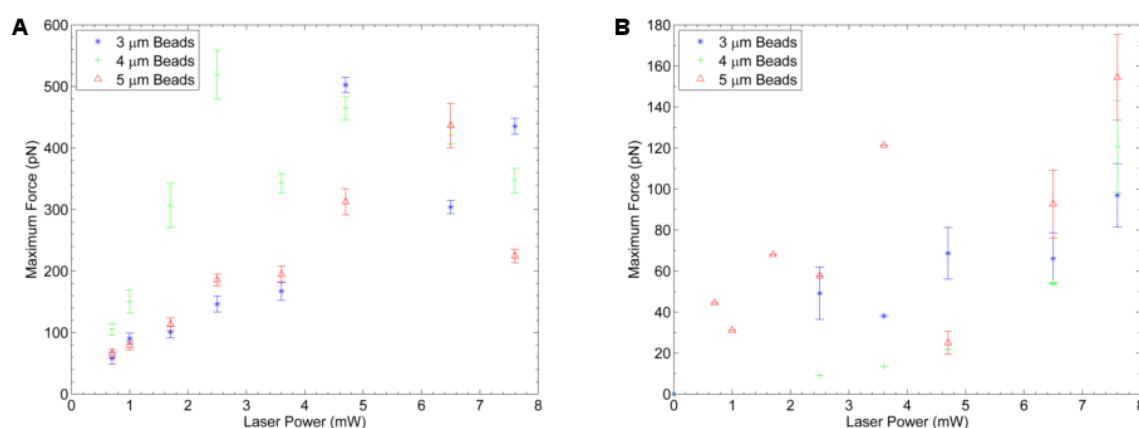 A
600
500
400
300
200
100
0
Maximum Force (pN)
3 μm Beads
4 μm Beads
5 μm Beads
0 1 2 3 4 5 6 7 8
Laser Power (mW)
B
180
160
140
120
100
80
60
40
20
0
Maximum Force (pN)
3 μm Beads
4 μm Beads
5 μm Beads
0 1 2 3 4 5 6 7 8
Laser Power (mW)